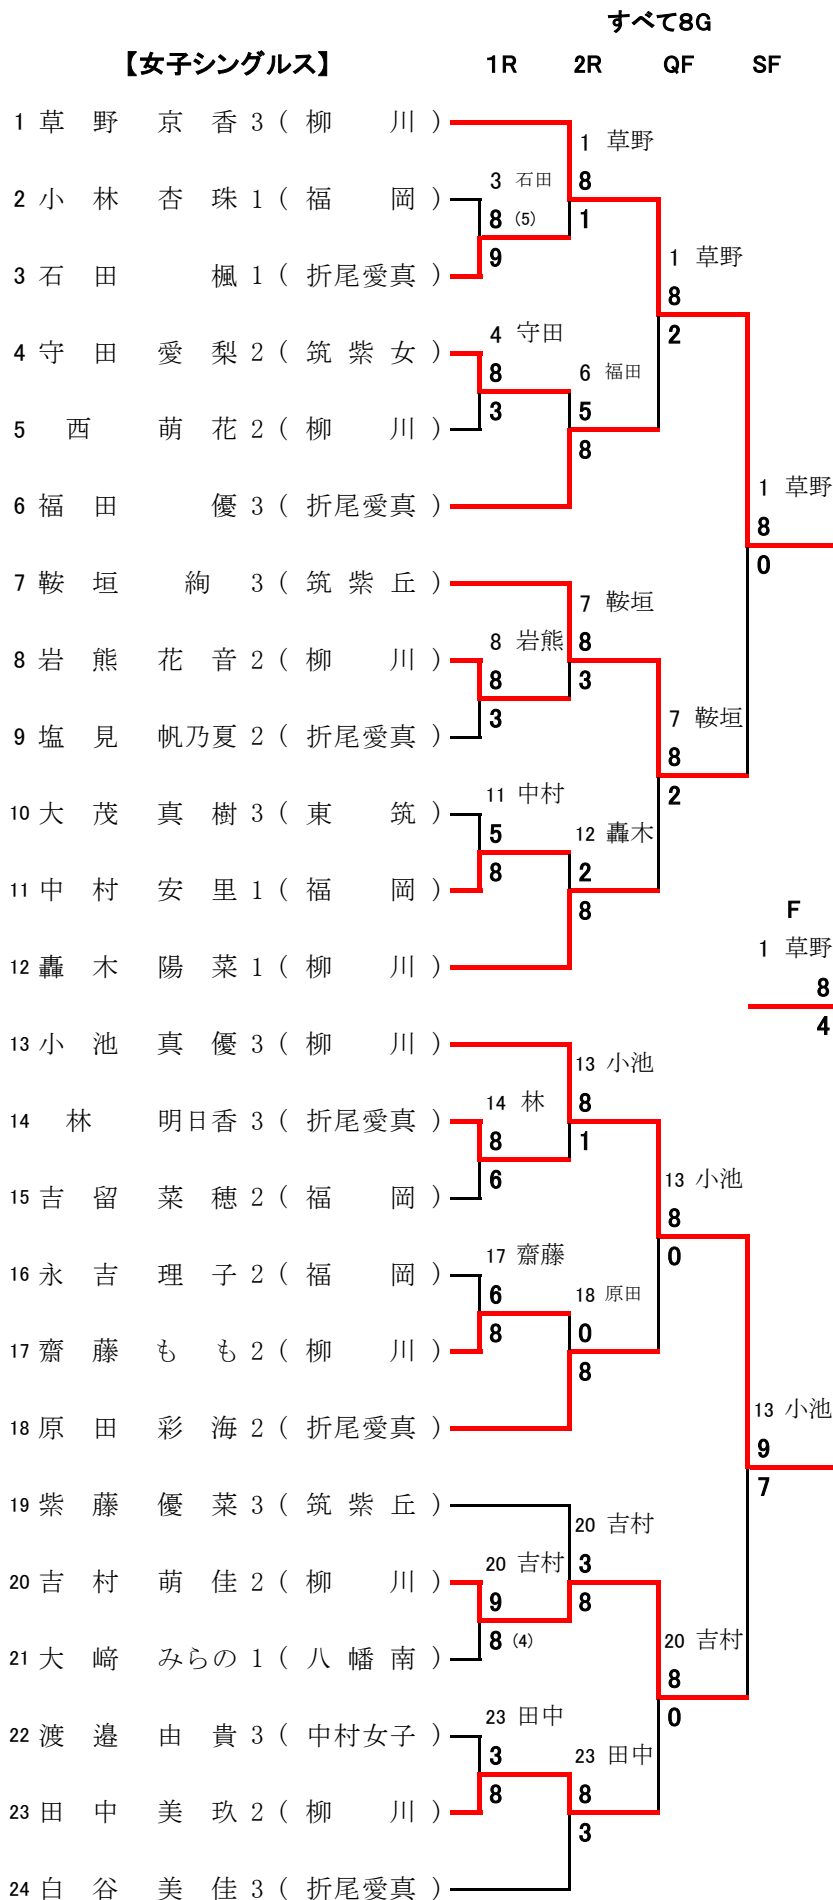 すべて8G
【女子シングルス】 1R 2R QF SF
1 草野 京香 3 ( 柳川 )
1 草野
8
1
2 小林 杏珠 1 ( 福岡 )
3 石田
8 (5)
9
3 石田 楓 1 ( 折尾愛真 )
1 草野
8
2
4 守田 愛梨 2 ( 筑紫女 )
4 守田
8
3
5 西 萌花 2 ( 柳川 )
6 福田
5
8
6 福田 優 3 ( 折尾愛真 )
1 草野
8
0
7 鞍垣 絢 3 ( 筑紫丘 )
7 鞍垣
8
3
8 岩熊 花音 2 ( 柳川 )
8 岩熊
8
3
9 塩見 帆乃夏 2 ( 折尾愛真 )
7 鞍垣
8
2
10 大茂 真樹 3 ( 東筑 )
11 中村
5
8
11 中村 安里 1 ( 福岡 )
12 轟木
2
8
12 轟木 陽菜 1 ( 柳川 )
F
1 草野
8
4
13 小池 真優 3 ( 柳川 )
13 小池
8
1
14 林 明日香 3 ( 折尾愛真 )
14 林
8
6
15 吉留 菜穂 2 ( 福岡 )
13 小池
8
0
16 永吉 理子 2 ( 福岡 )
17 齋藤
6
8
17 齋藤 もも 2 ( 柳川 )
18 原田
0
8
18 原田 彩海 2 ( 折尾愛真 )
13 小池
9
7
19 紫藤 優菜 3 ( 筑紫丘 )
20 吉村
3
8
20 吉村 萌佳 2 ( 柳川 )
20 吉村
9
8 (4)
21 大﨑 みらの 1 ( 八幡南 )
20 吉村
8
0
22 渡邉 由貴 3 ( 中村女子 )
23 田中
3
8
23 田中 美玖 2 ( 柳川 )
23 田中
8
3
24 白谷 美佳 3 ( 折尾愛真 )